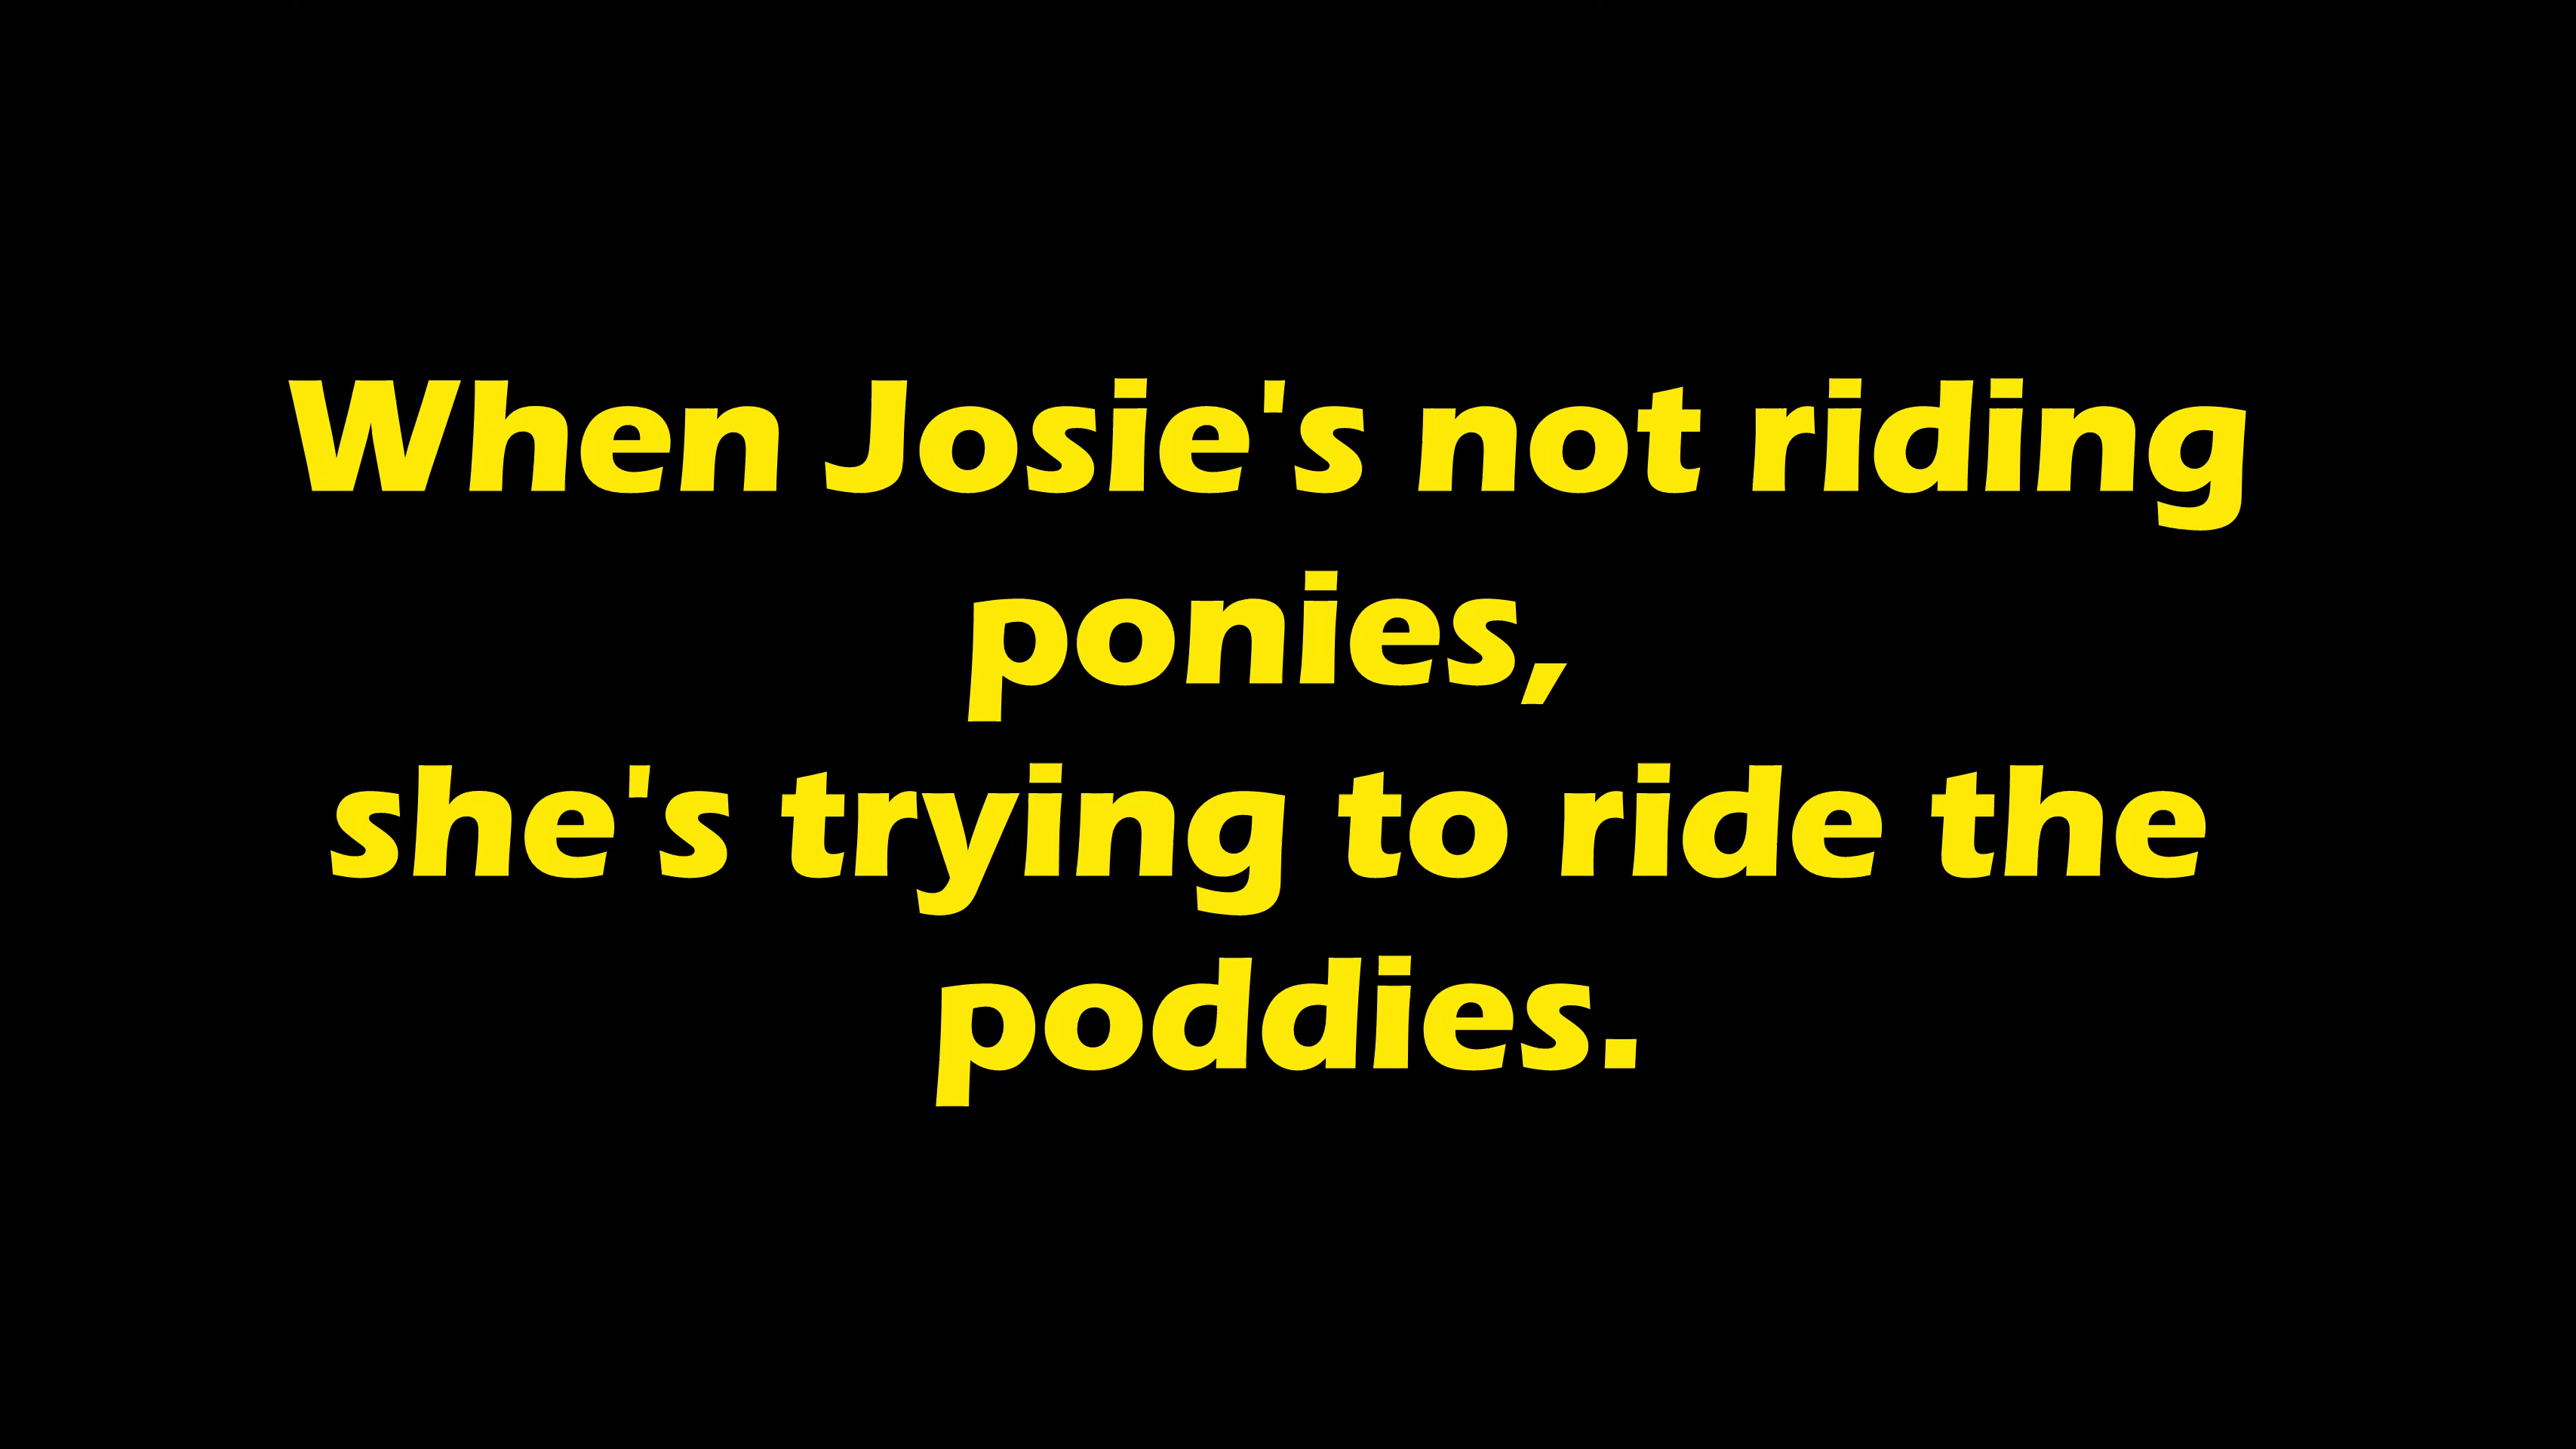 When Josie's not riding
ponies,
she's trying to ride the
poddies.